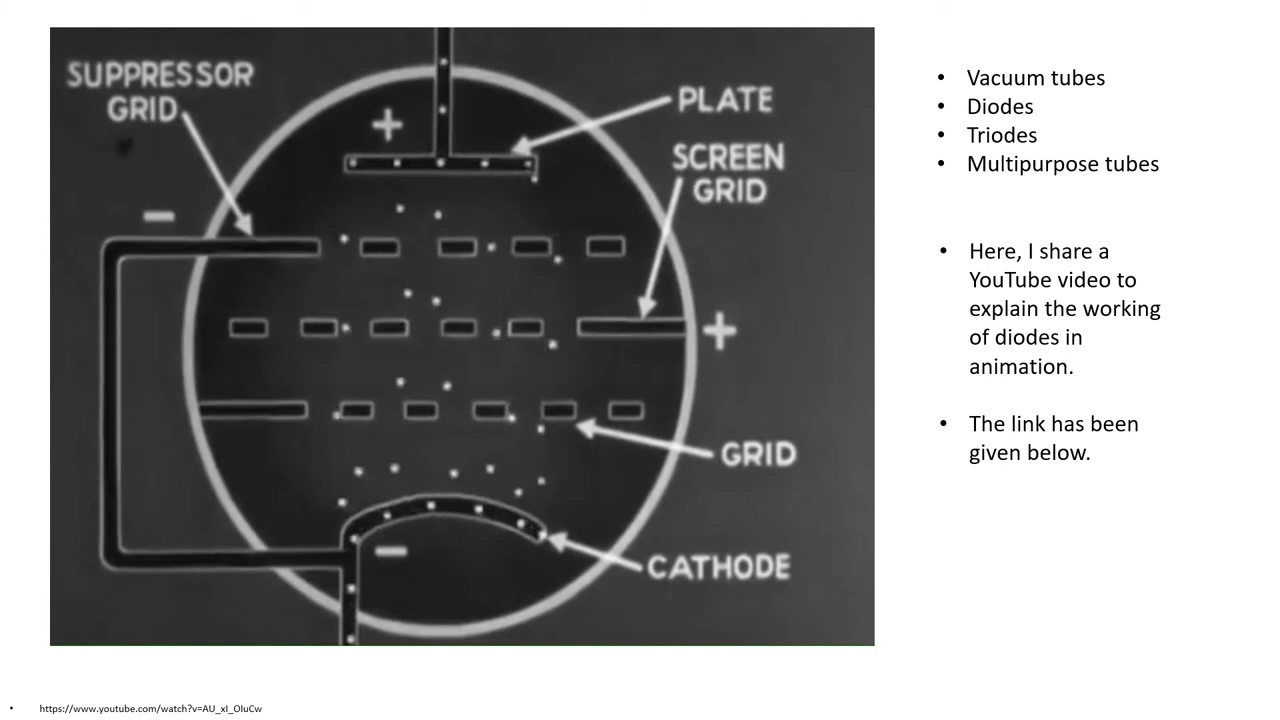 SUPPRESSOR
GRID
PLATE
SCREEN
GRID
GRID
CATHODE
• Vacuum tubes
• Diodes
• Triodes
• Multipurpose tubes
• Here, I share a
YouTube video to
explain the working
of diodes in
animation.
• The link has been
given below.
• https://www.youtube.com/watch?v=AU_xI_OIuCw